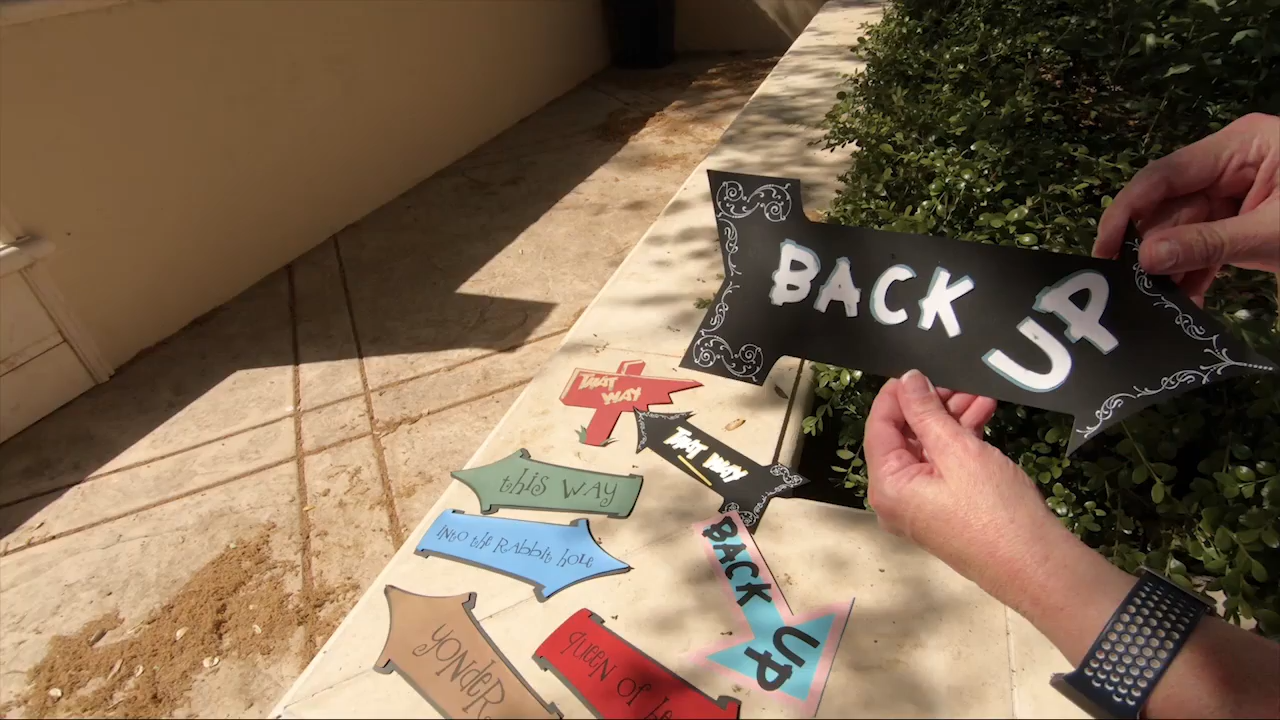 BACK
UP
THAT
WAY
THAT WAY
this WAY
INto the RAbbit hole
BACK
UP
YONDER
QUEEN OF